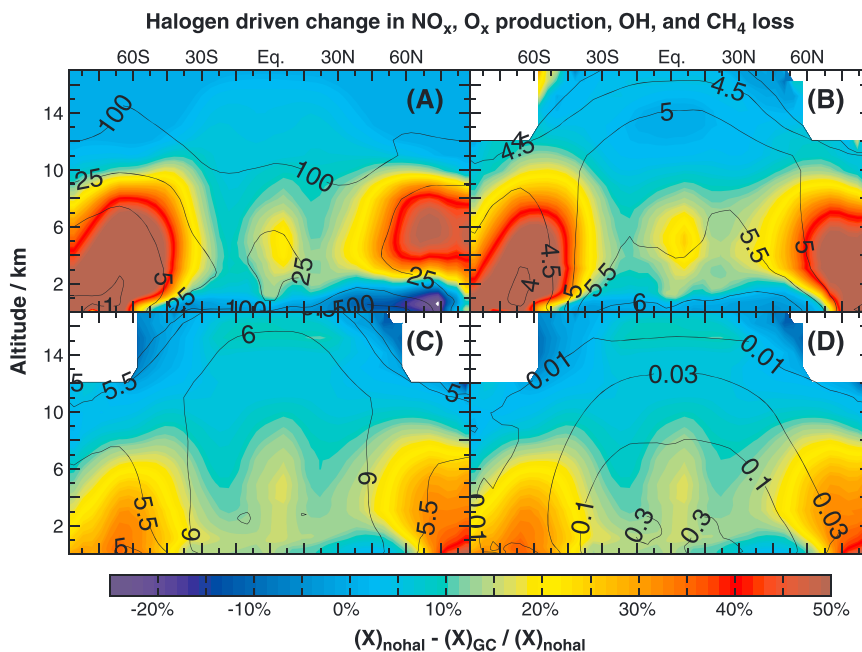 Halogen driven change in NOx, Ox production, OH, and CH4 loss
60S 30S Eq. 30N 60N 60S 30S Eq. 30N 60N
Altitude / km
14 10 6 2
14 10 6 2
(A)
100 100 25 25 5 25 25 100 1
(B)
4.5 5 4.5 5.5 5 4.5 4 5 5.5 6
(C)
6 5 5.5 5 5.5 6 6 5.5 5
(D)
0.01 0.01 0.03 0.1 0.1 0.03 0.3 0.3 0.01
-20% -10% 0% 10% 20% 30% 40% 50%
(X)nohal - (X)GC / (X)nohal